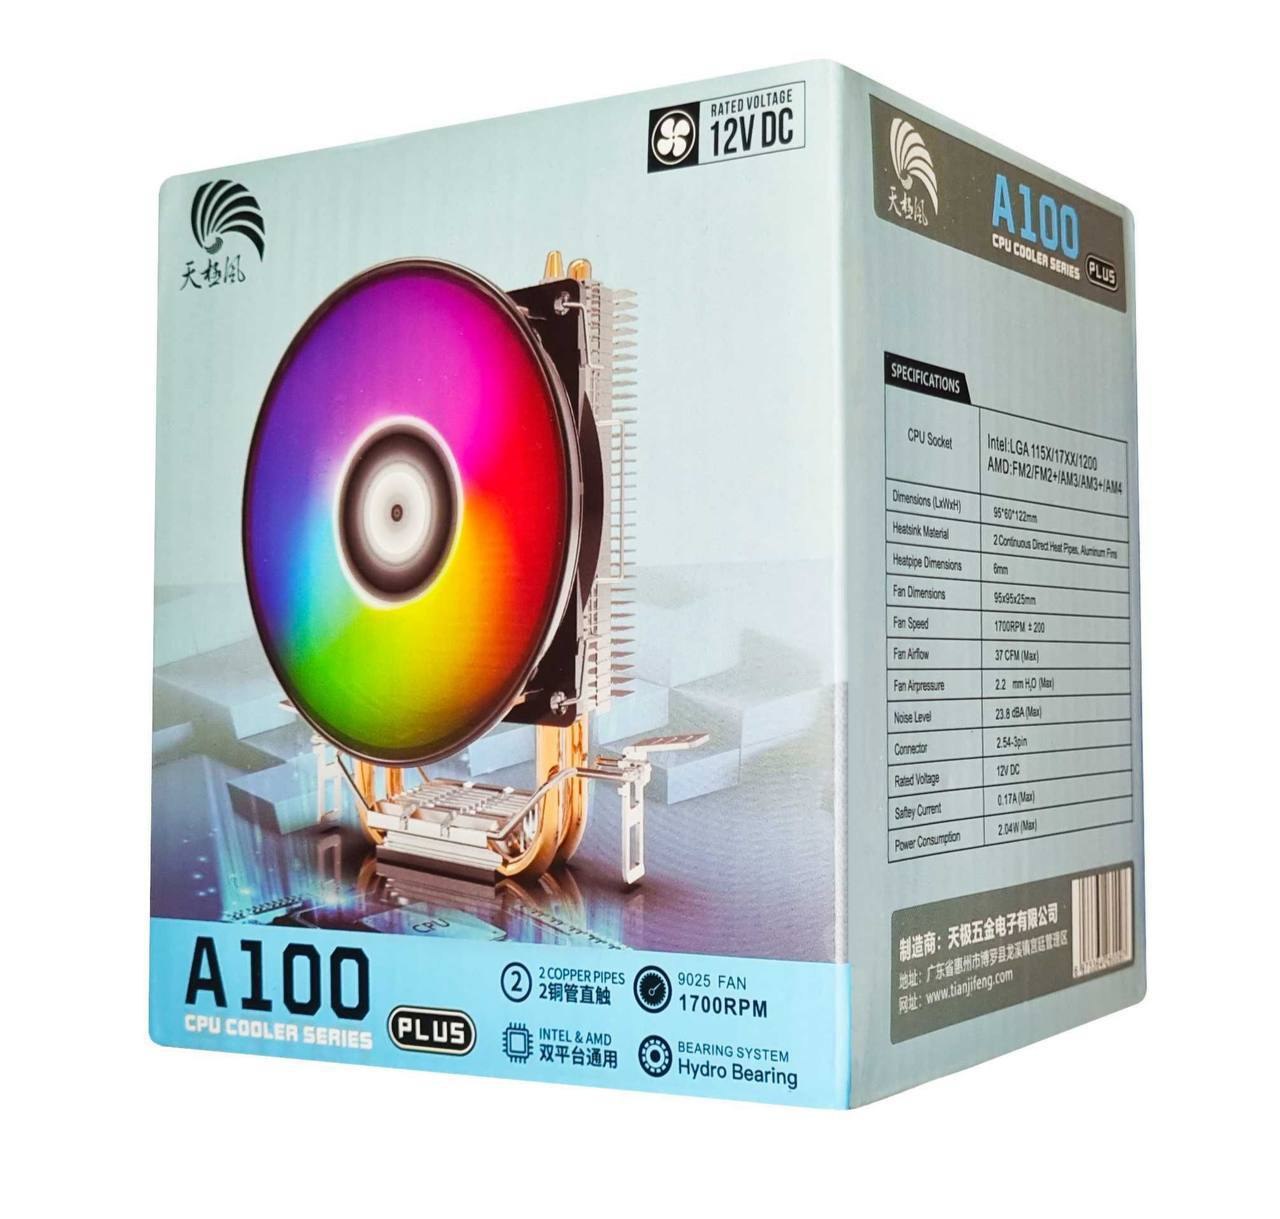 天极风
RATED VOLTAGE
12V DC
CPU
A100
CPU COOLER SERIES
PLUS
2
2 COPPER PIPES
2铜管直触
9025 FAN
1700RPM
INTEL & AMD
双平台通用
BEARING SYSTEM
Hydro Bearing
天极风
A100
CPU COOLER SERIES
PLUS
SPECIFICATIONS
CPU Socket
Intel:LGA 115X/17XX/1200
AMD:FM2/FM2+/AM3/AM3+/AM4
Dimensions (LxWxH) 95*60*122mm
Heatsink Material 2 Continuous Direct Heat Pipes, Aluminum Fins
Heatpipe Dimensions 6mm
Fan Dimensions 95x95x25mm
Fan Speed 1700RPM ± 200
Fan Airflow 37 CFM (Max)
Fan Airpressure 2.2 mm H₂O (Max)
Noise Level 23.8 dBA (Max)
Connector 2.54-3pin
Rated Voltage 12V DC
Saftey Current 0.17A (Max)
Power Consumption 2.04W (Max)
制造商：天极五金电子有限公司
地址：广东省惠州市博罗县龙溪镇宫廷管理区
网址：www.tianjifeng.com